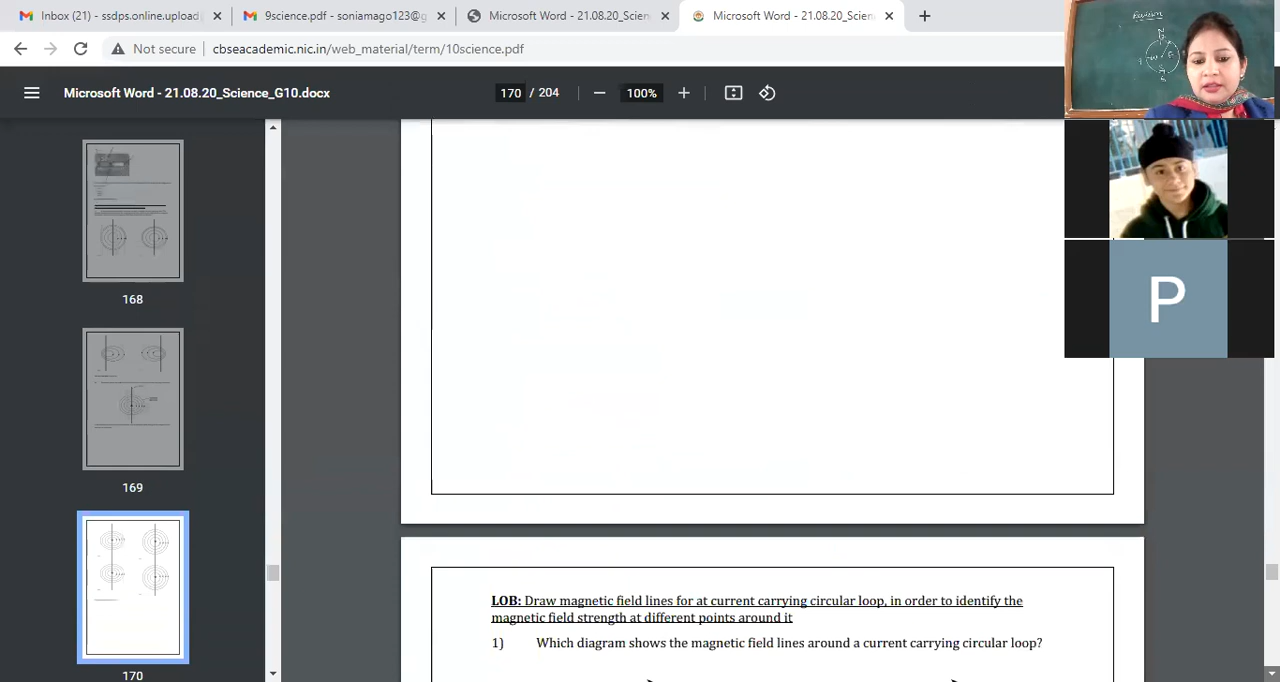 Inbox (21) - ssdps.online.upload@
9science.pdf - soniamago123@g
Microsoft Word - 21.08.20_Scien
Microsoft Word - 21.08.20_Scien
Not secure
cbseacademic.nic.in/web_material/term/10science.pdf
Microsoft Word - 21.08.20_Science_G10.docx
170 / 204
100%
168
169
170
LOB: Draw magnetic field lines for at current carrying circular loop, in order to identify the
magnetic field strength at different points around it
1) Which diagram shows the magnetic field lines around a current carrying circular loop?
P